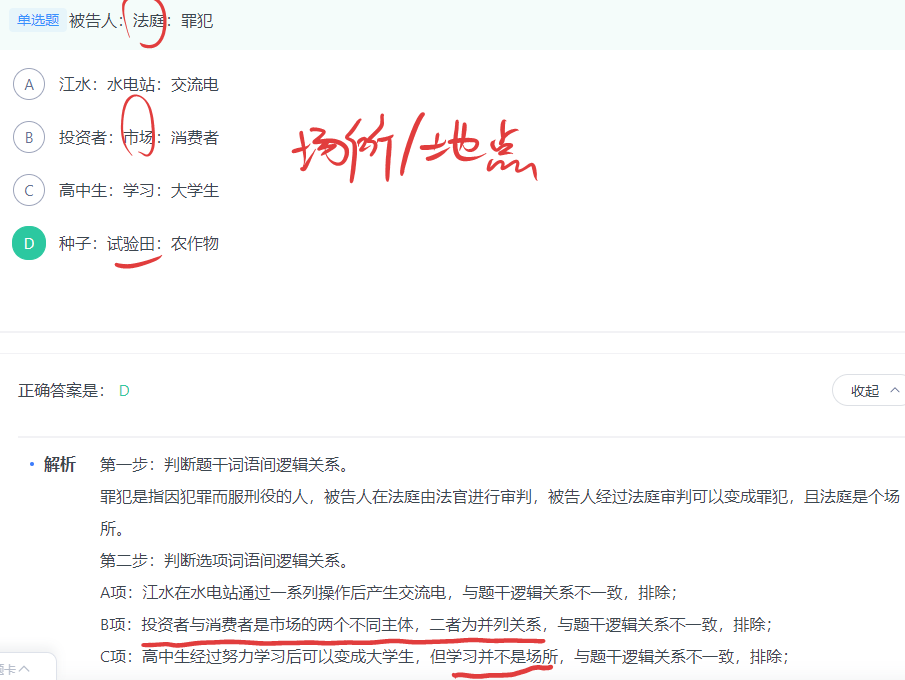 单选题 被告人：法庭：罪犯
A 江水：水电站：交流电
B 投资者：市场：消费者
场所/地点
C 高中生：学习：大学生
D 种子：试验田：农作物
正确答案是： D
收起
· 解析 第一步：判断题干词语间逻辑关系。
罪犯是指因犯罪而服刑役的人，被告人在法庭由法官进行审判，被告人经过法庭审判可以变成罪犯，且法庭是个场
所。
第二步：判断选项词语间逻辑关系。
A项：江水在水电站通过一系列操作后产生交流电，与题干逻辑关系不一致，排除；
B项：投资者与消费者是市场的两个不同主体，二者为并列关系，与题干逻辑关系不一致，排除；
C项：高中生经过努力学习后可以变成大学生，但学习并不是场所，与题干逻辑关系不一致，排除；
卡